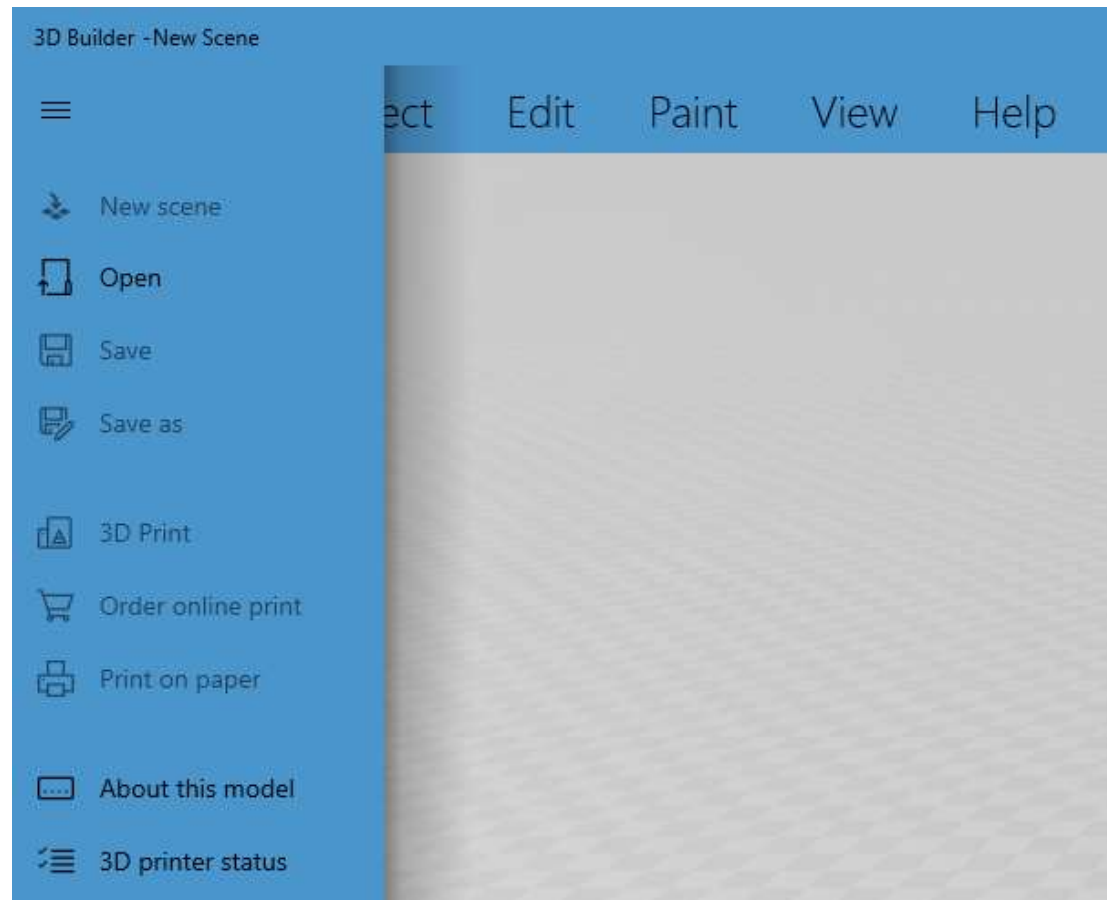 3D Builder -New Scene
ect Edit Paint View Help
New scene
Open
Save
Save as
3D Print
Order online print
Print on paper
About this model
3D printer status